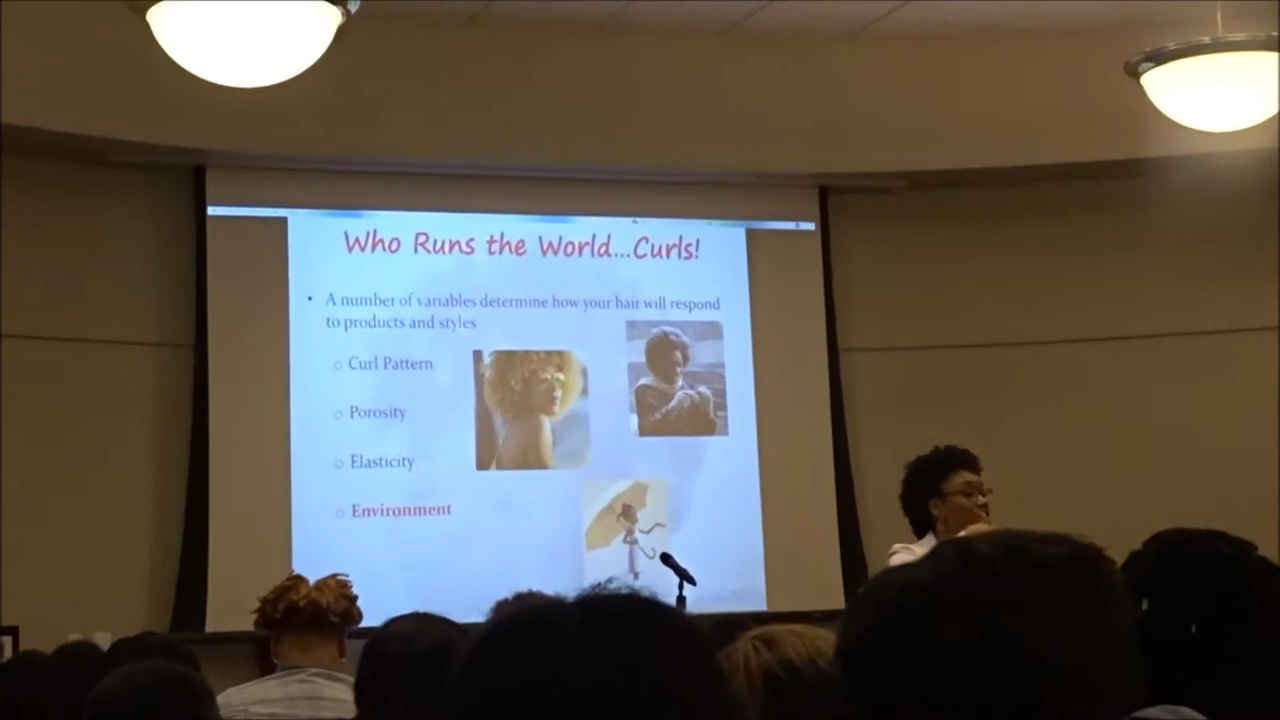 Who Runs the World...Curls!
• A number of variables determine how your hair will respond
to products and styles
○ Curl Pattern
○ Porosity
○ Elasticity
○ Environment